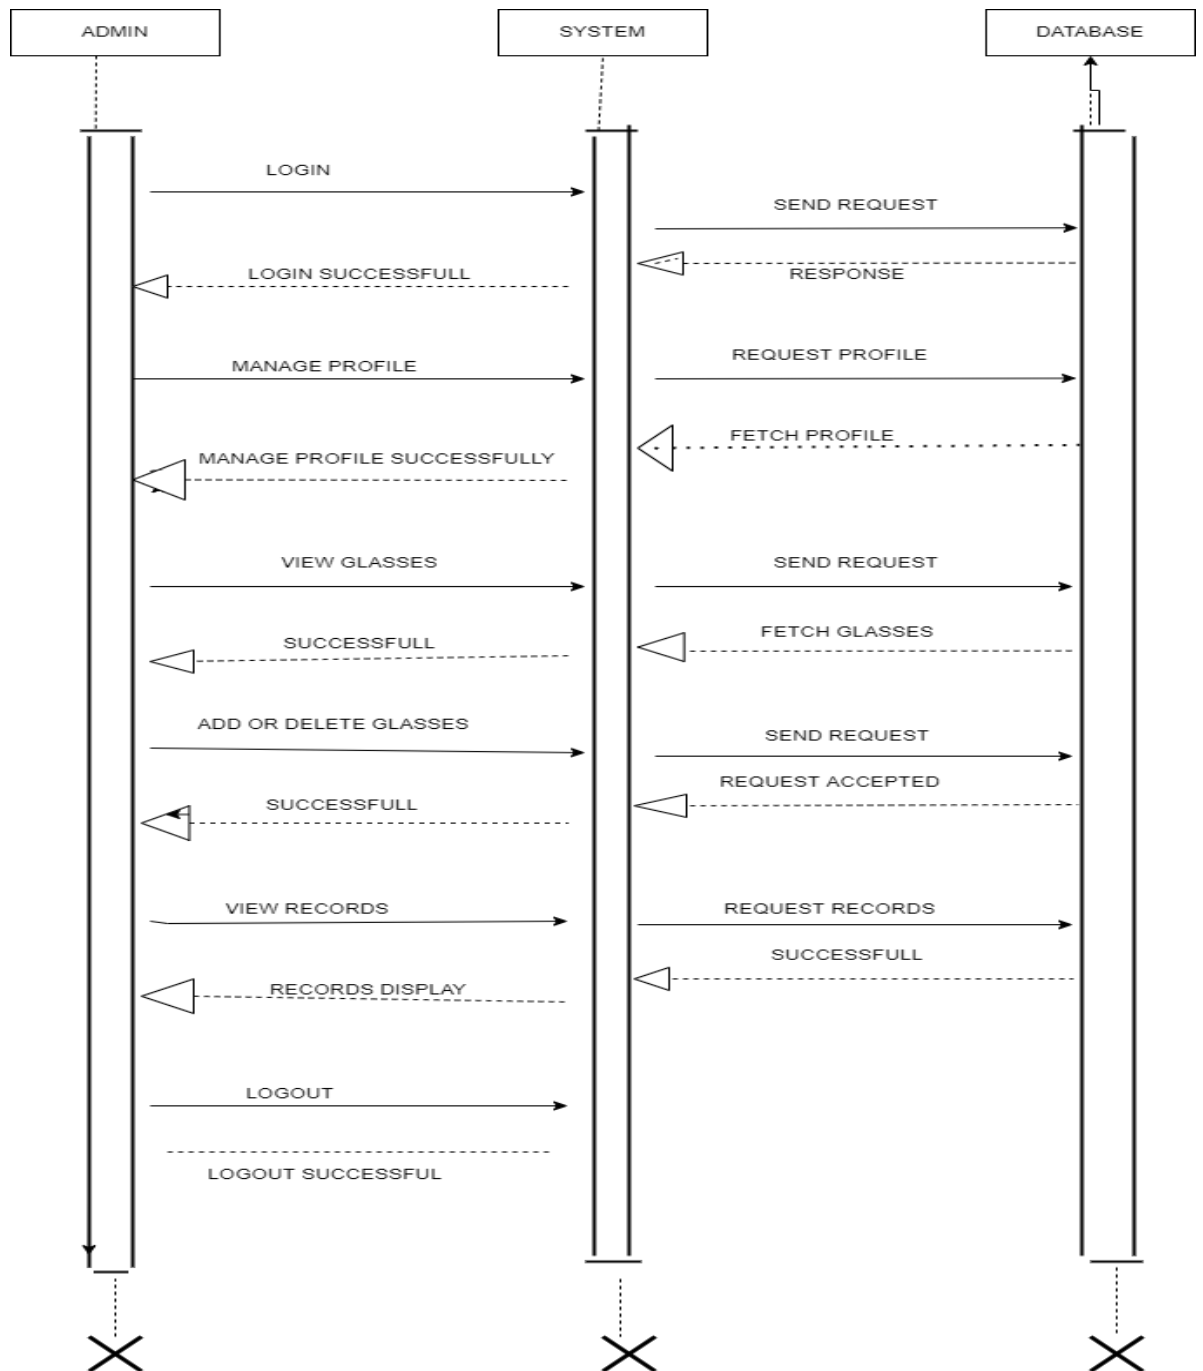 ADMIN
SYSTEM
DATABASE
LOGIN
SEND REQUEST
RESPONSE
LOGIN SUCCESSFULL
MANAGE PROFILE
REQUEST PROFILE
FETCH PROFILE
MANAGE PROFILE SUCCESSFULLY
VIEW GLASSES
SEND REQUEST
FETCH GLASSES
SUCCESSFULL
ADD OR DELETE GLASSES
SEND REQUEST
REQUEST ACCEPTED
SUCCESSFULL
VIEW RECORDS
REQUEST RECORDS
SUCCESSFULL
RECORDS DISPLAY
LOGOUT
LOGOUT SUCCESSFUL